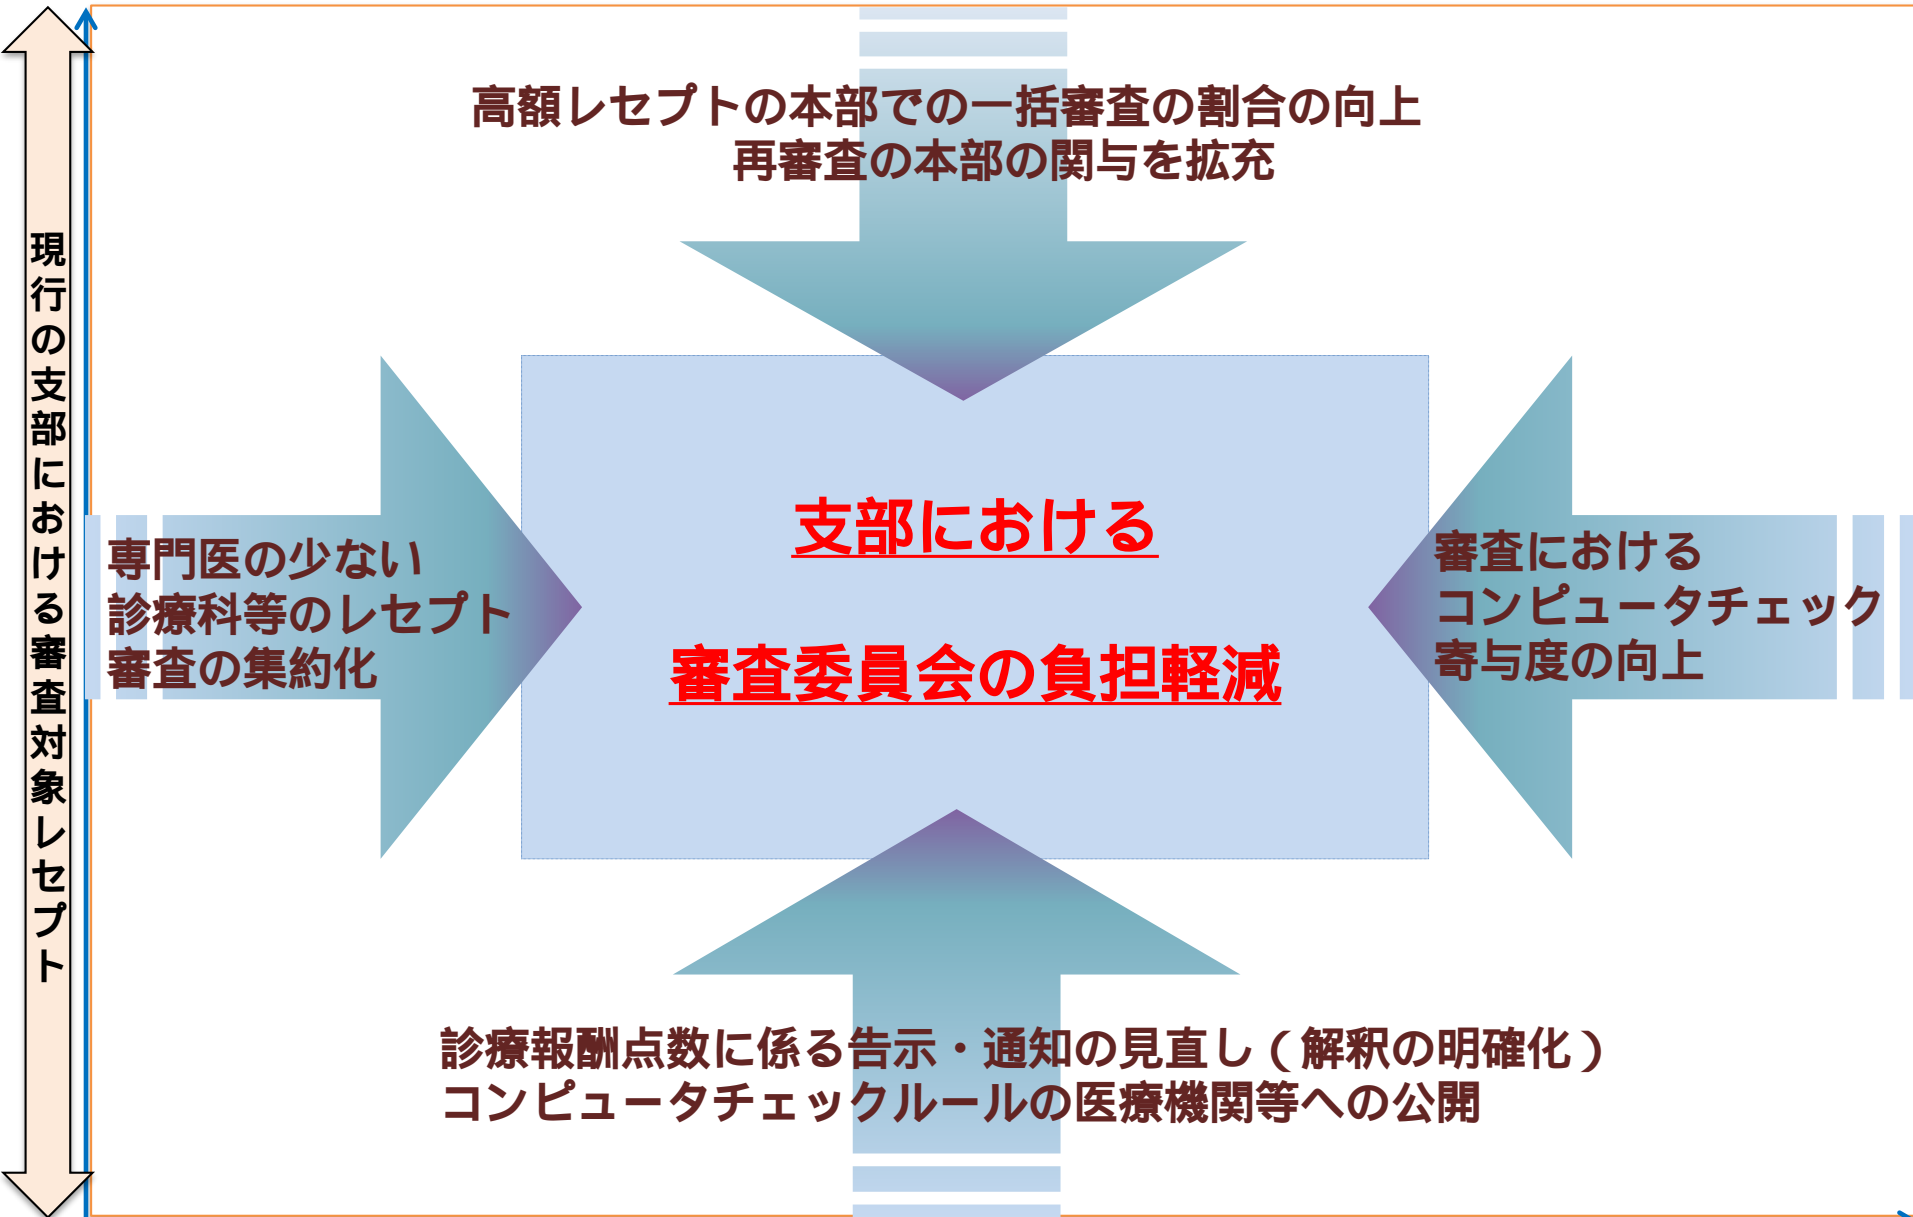 高額レセプトの本部での一括審査の割合の向上
再審査の本部の関与を拡充
現行の支部における審査対象レセプト
専門医の少ない
診療科等のレセプト
審査の集約化
支部における
審査委員会の負担軽減
審査における
コンピュータチェック
寄与度の向上
診療報酬点数に係る告示・通知の見直し(解釈の明確化)
コンピュータチェックルールの医療機関等への公開